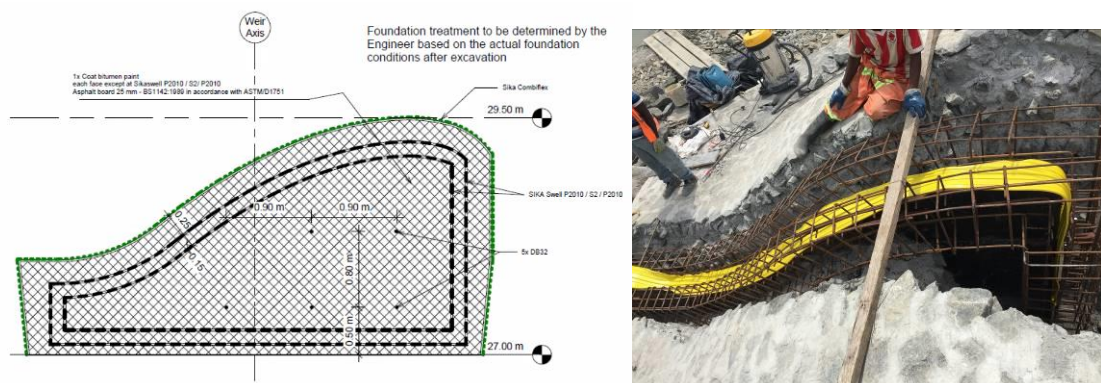 Weir
Axis
Foundation treatment to be determined by the
Engineer based on the actual foundation
conditions after excavation
1x Coat bitumen paint
each face except at Sikaswell P2010 / S2/ P2010
Asphalt board 25 mm - BS1142:1989 in accordance with ASTM/D1751
Sika Combiflex
29.50 m
SIKA Swell P2010 / S2 / P2010
0.90 m
0.90 m
0.15
5x DB32
0.80 m
0.50 m
27.00 m